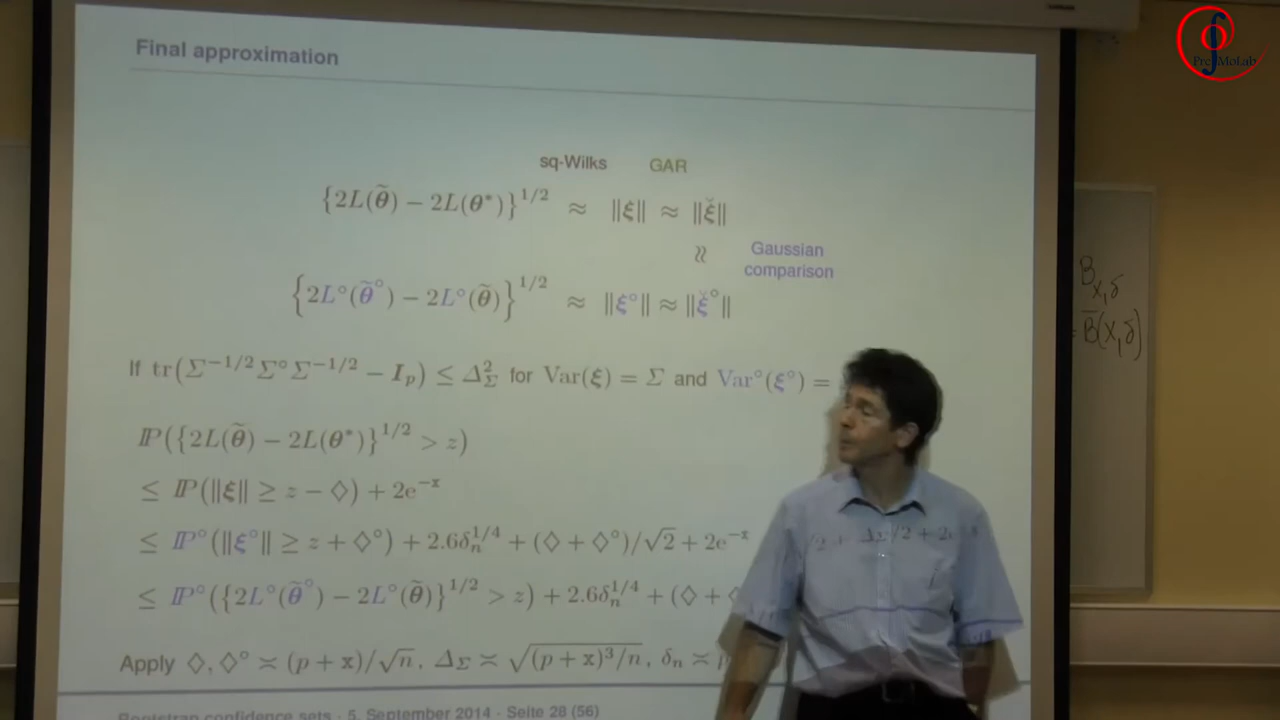 PreMoLab
Final approximation
sq-Wilks GAR
{2L(θ̃) − 2L(θ*)}^{1/2} ≈ ‖ξ‖ ≈ ‖ξ̆‖
≈ Gaussian
comparison
{2L°(θ̃°) − 2L°(θ̃)}^{1/2} ≈ ‖ξ°‖ ≈ ‖ξ̆°‖
If tr(Σ^{−1/2}Σ°Σ^{−1/2} − I_p) ≤ Δ²_Σ for Var(ξ) = Σ and Var°(ξ°) =
IP({2L(θ̃) − 2L(θ*)}^{1/2} > z)
≤ IP(‖ξ‖ ≥ z − ◇) + 2e^{−x}
≤ IP°(‖ξ°‖ ≥ z + ◇°) + 2.6δ_n^{1/4} + (◇ + ◇°)/√2 + 2e^{−x}
≤ IP°({2L°(θ̃°) − 2L°(θ̃)}^{1/2} > z) + 2.6δ_n^{1/4} + (◇ +
Apply ◇, ◇° ≍ (p + x)/√n, Δ_Σ ≍ √((p + x)³/n), δ_n ≍
Bootstrap confidence sets · 5. September 2014 · Seite 28 (56)
B_{x,δ}
= B̄(x,δ)